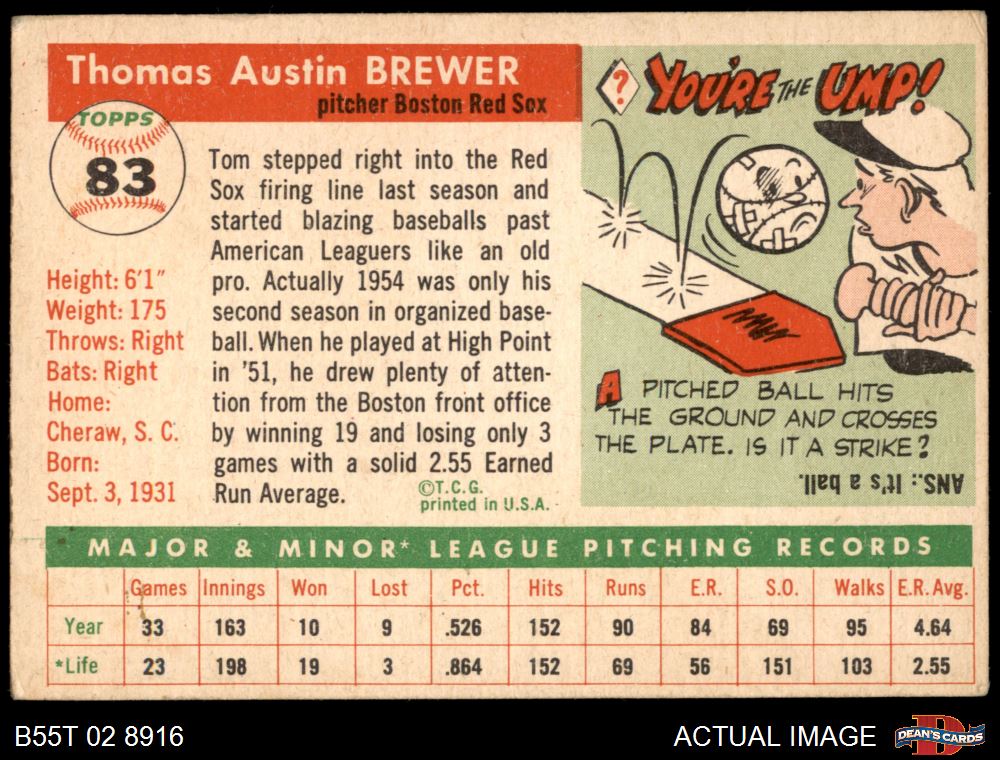 Thomas Austin BREWER
pitcher Boston Red Sox
TOPPS
83
Height: 6'1"
Weight: 175
Throws: Right
Bats: Right
Home:
Cheraw, S. C.
Born:
Sept. 3, 1931
Tom stepped right into the Red
Sox firing line last season and
started blazing baseballs past
American Leaguers like an old
pro. Actually 1954 was only his
second season in organized base-
ball. When he played at High Point
in '51, he drew plenty of atten-
tion from the Boston front office
by winning 19 and losing only 3
games with a solid 2.55 Earned
Run Average.
©T.C.G.
printed in U.S.A.
? YOU'RE THE UMP!
A PITCHED BALL HITS
THE GROUND AND CROSSES
THE PLATE. IS IT A STRIKE?
ANS.: It's a ball.
MAJOR & MINOR* LEAGUE PITCHING RECORDS
Games Innings Won Lost Pct. Hits Runs E.R. S.O. Walks E.R. Avg.
Year 33 163 10 9 .526 152 90 84 69 95 4.64
*Life 23 198 19 3 .864 152 69 56 151 103 2.55
B55T 02 8916
ACTUAL IMAGE
D
DEAN'S CARDS